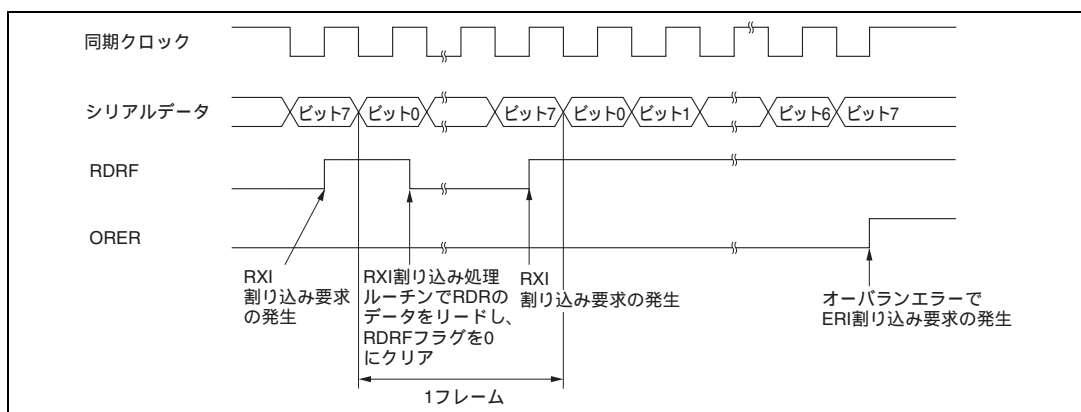 同期クロック
シリアルデータ
ビット7
ビット0
ビット7
ビット0
ビット1
ビット6
ビット7
RDRF
ORER
RXI
割り込み要求
の発生
RXI割り込み処理
ルーチンでRDRの
データをリードし、
RDRFフラグを0
にクリア
RXI
割り込み要求の発生
オーバランエラーで
ERI割り込み要求の発生
1フレーム